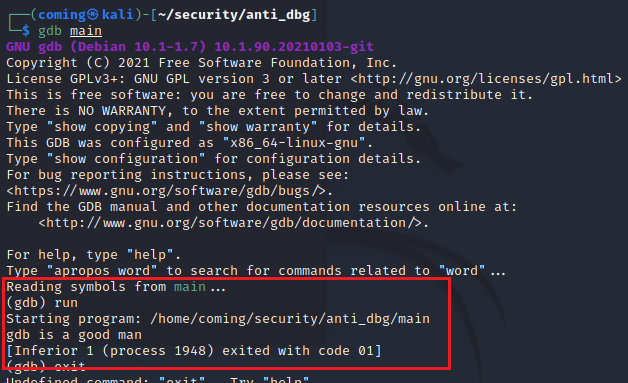 ┌──(coming㉿kali)-[~/security/anti_dbg]
└─$ gdb main
GNU gdb (Debian 10.1-1.7) 10.1.90.20210103-git
Copyright (C) 2021 Free Software Foundation, Inc.
License GPLv3+: GNU GPL version 3 or later <http://gnu.org/licenses/gpl.html>
This is free software: you are free to change and redistribute it.
There is NO WARRANTY, to the extent permitted by law.
Type "show copying" and "show warranty" for details.
This GDB was configured as "x86_64-linux-gnu".
Type "show configuration" for configuration details.
For bug reporting instructions, please see:
<https://www.gnu.org/software/gdb/bugs/>.
Find the GDB manual and other documentation resources online at:
    <http://www.gnu.org/software/gdb/documentation/>.

For help, type "help".
Type "apropos word" to search for commands related to "word"...
Reading symbols from main...
(gdb) run
Starting program: /home/coming/security/anti_dbg/main
gdb is a good man
[Inferior 1 (process 1948) exited with code 01]
(gdb) exit
Undefined command: "exit". Try "help".